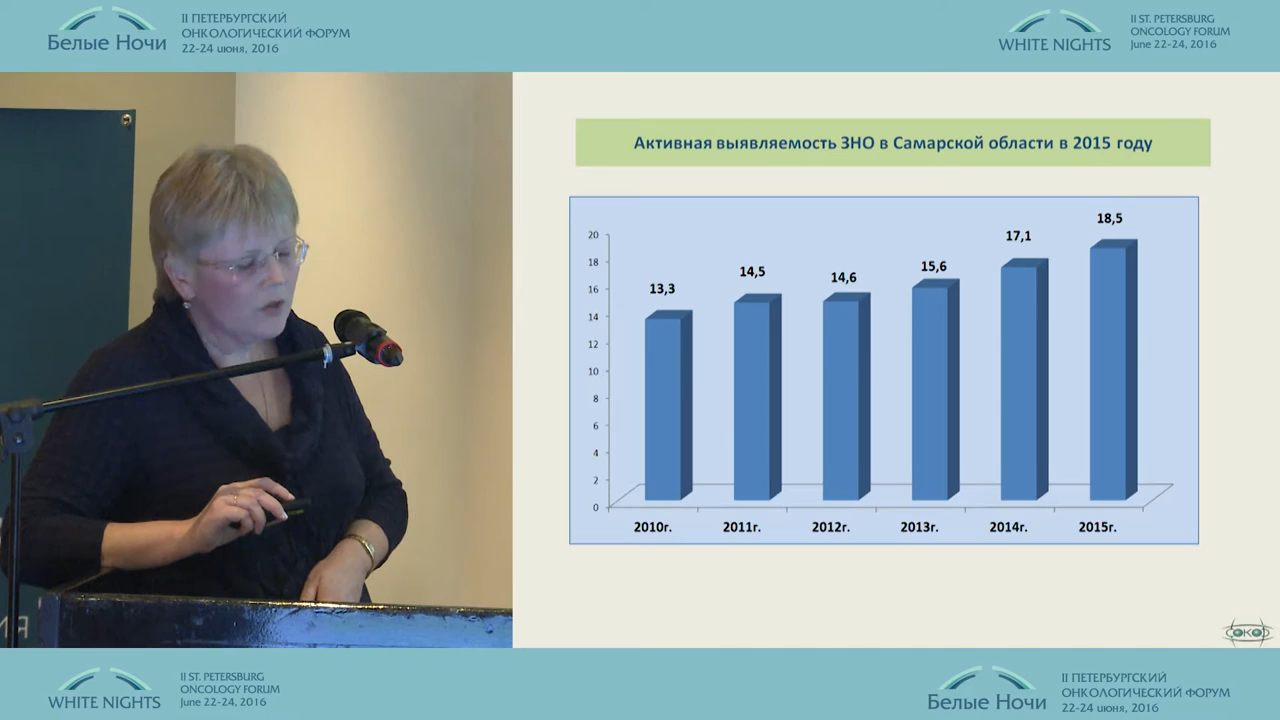 Белые Ночи
II ПЕТЕРБУРГСКИЙ
ОНКОЛОГИЧЕСКИЙ ФОРУМ
22-24 июня, 2016
WHITE NIGHTS
II ST. PETERSBURG
ONCOLOGY FORUM
June 22-24, 2016
Активная выявляемость ЗНО в Самарской области в 2015 году
20
18
16
14
12
10
8
6
4
2
0
13,3
14,5
14,6
15,6
17,1
18,5
2010г.
2011г.
2012г.
2013г.
2014г.
2015г.
СОКОД
ИЯ
WHITE NIGHTS
II ST. PETERSBURG
ONCOLOGY FORUM
June 22-24, 2016
Белые Ночи
II ПЕТЕРБУРГСКИЙ
ОНКОЛОГИЧЕСКИЙ ФОРУМ
22-24 июня, 2016